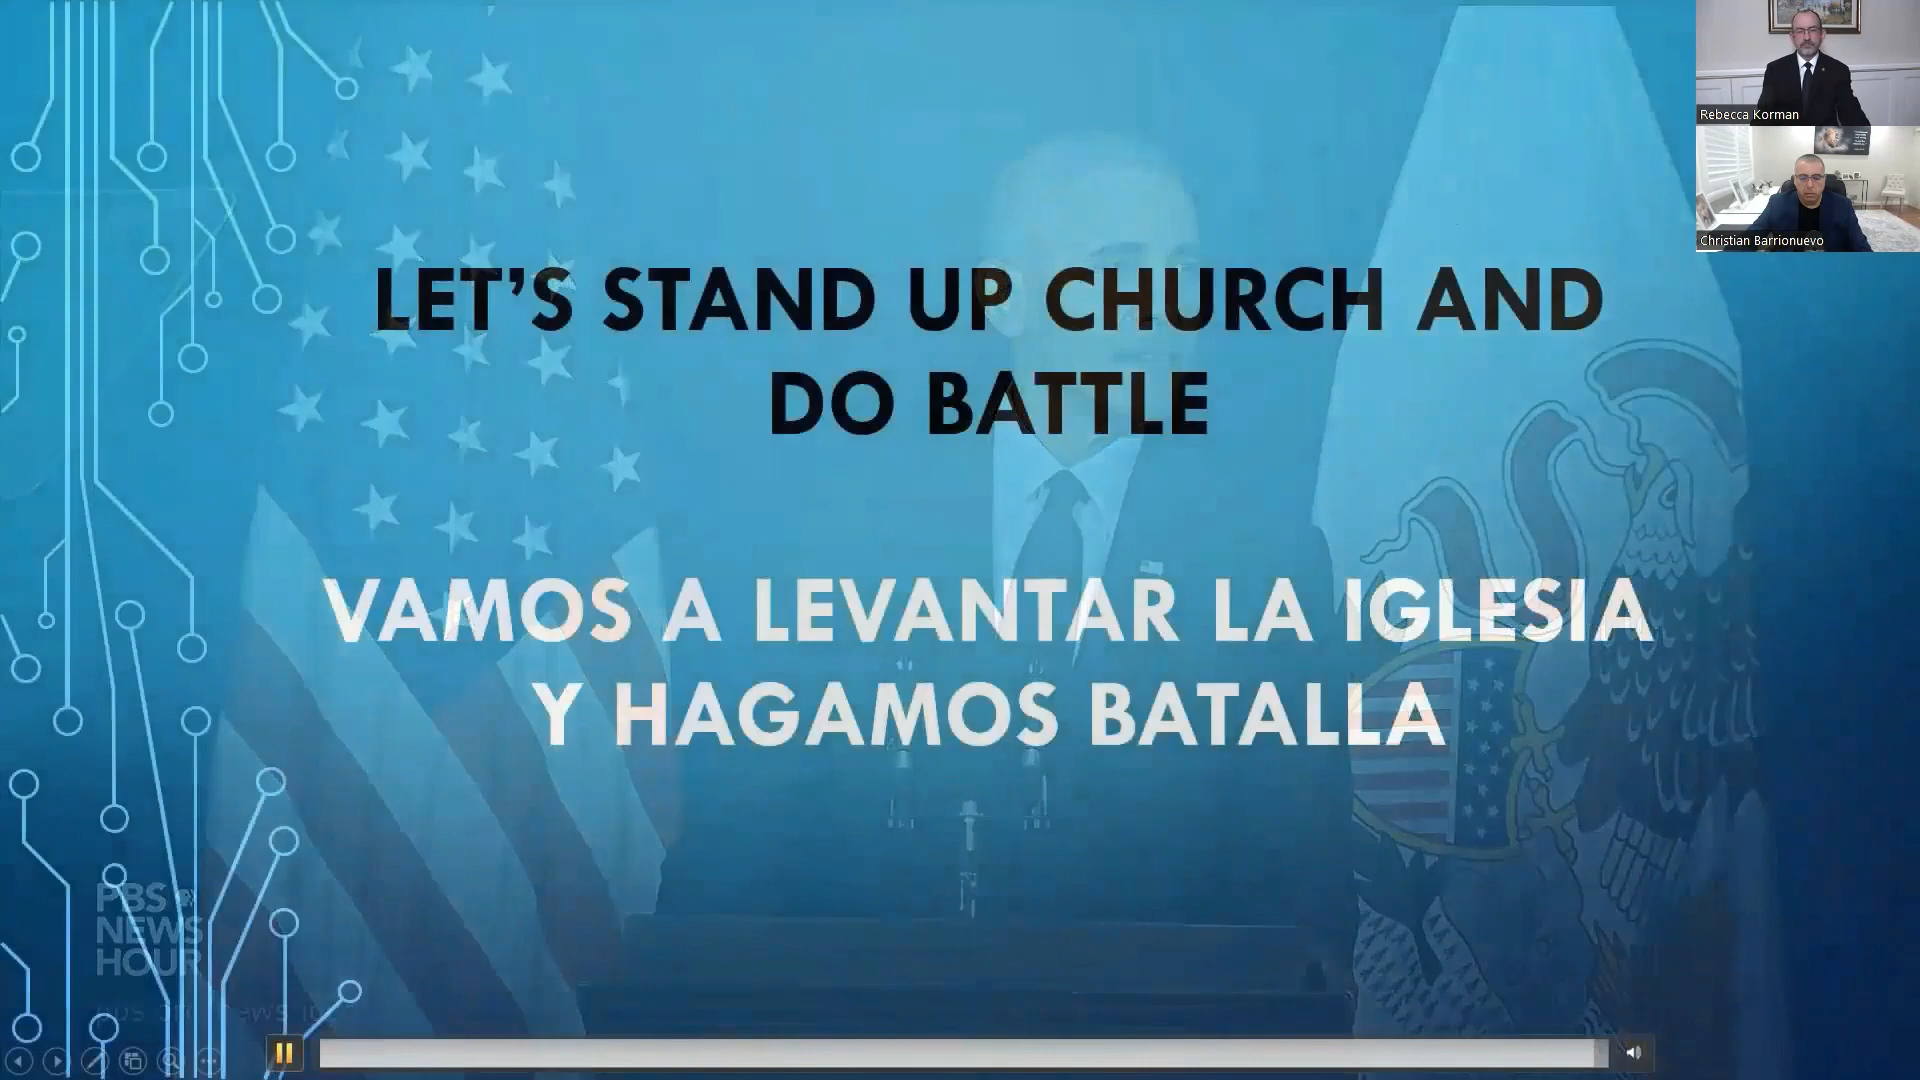 LET'S STAND UP CHURCH AND
DO BATTLE
VAMOS A LEVANTAR LA IGLESIA
Y HAGAMOS BATALLA
Rebecca Korman
Christian Barrionuevo
PBS
NEWS
HOUR